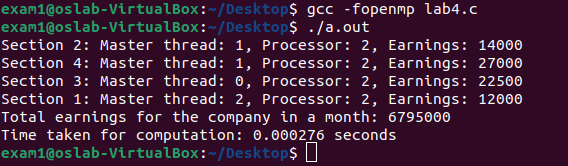 exam1@oslab-VirtualBox:~/Desktop$ gcc -fopenmp lab4.c
exam1@oslab-VirtualBox:~/Desktop$ ./a.out
Section 2: Master thread: 1, Processor: 2, Earnings: 14000
Section 4: Master thread: 1, Processor: 2, Earnings: 27000
Section 3: Master thread: 0, Processor: 2, Earnings: 22500
Section 1: Master thread: 2, Processor: 2, Earnings: 12000
Total earnings for the company in a month: 6795000
Time taken for computation: 0.000276 seconds
exam1@oslab-VirtualBox:~/Desktop$